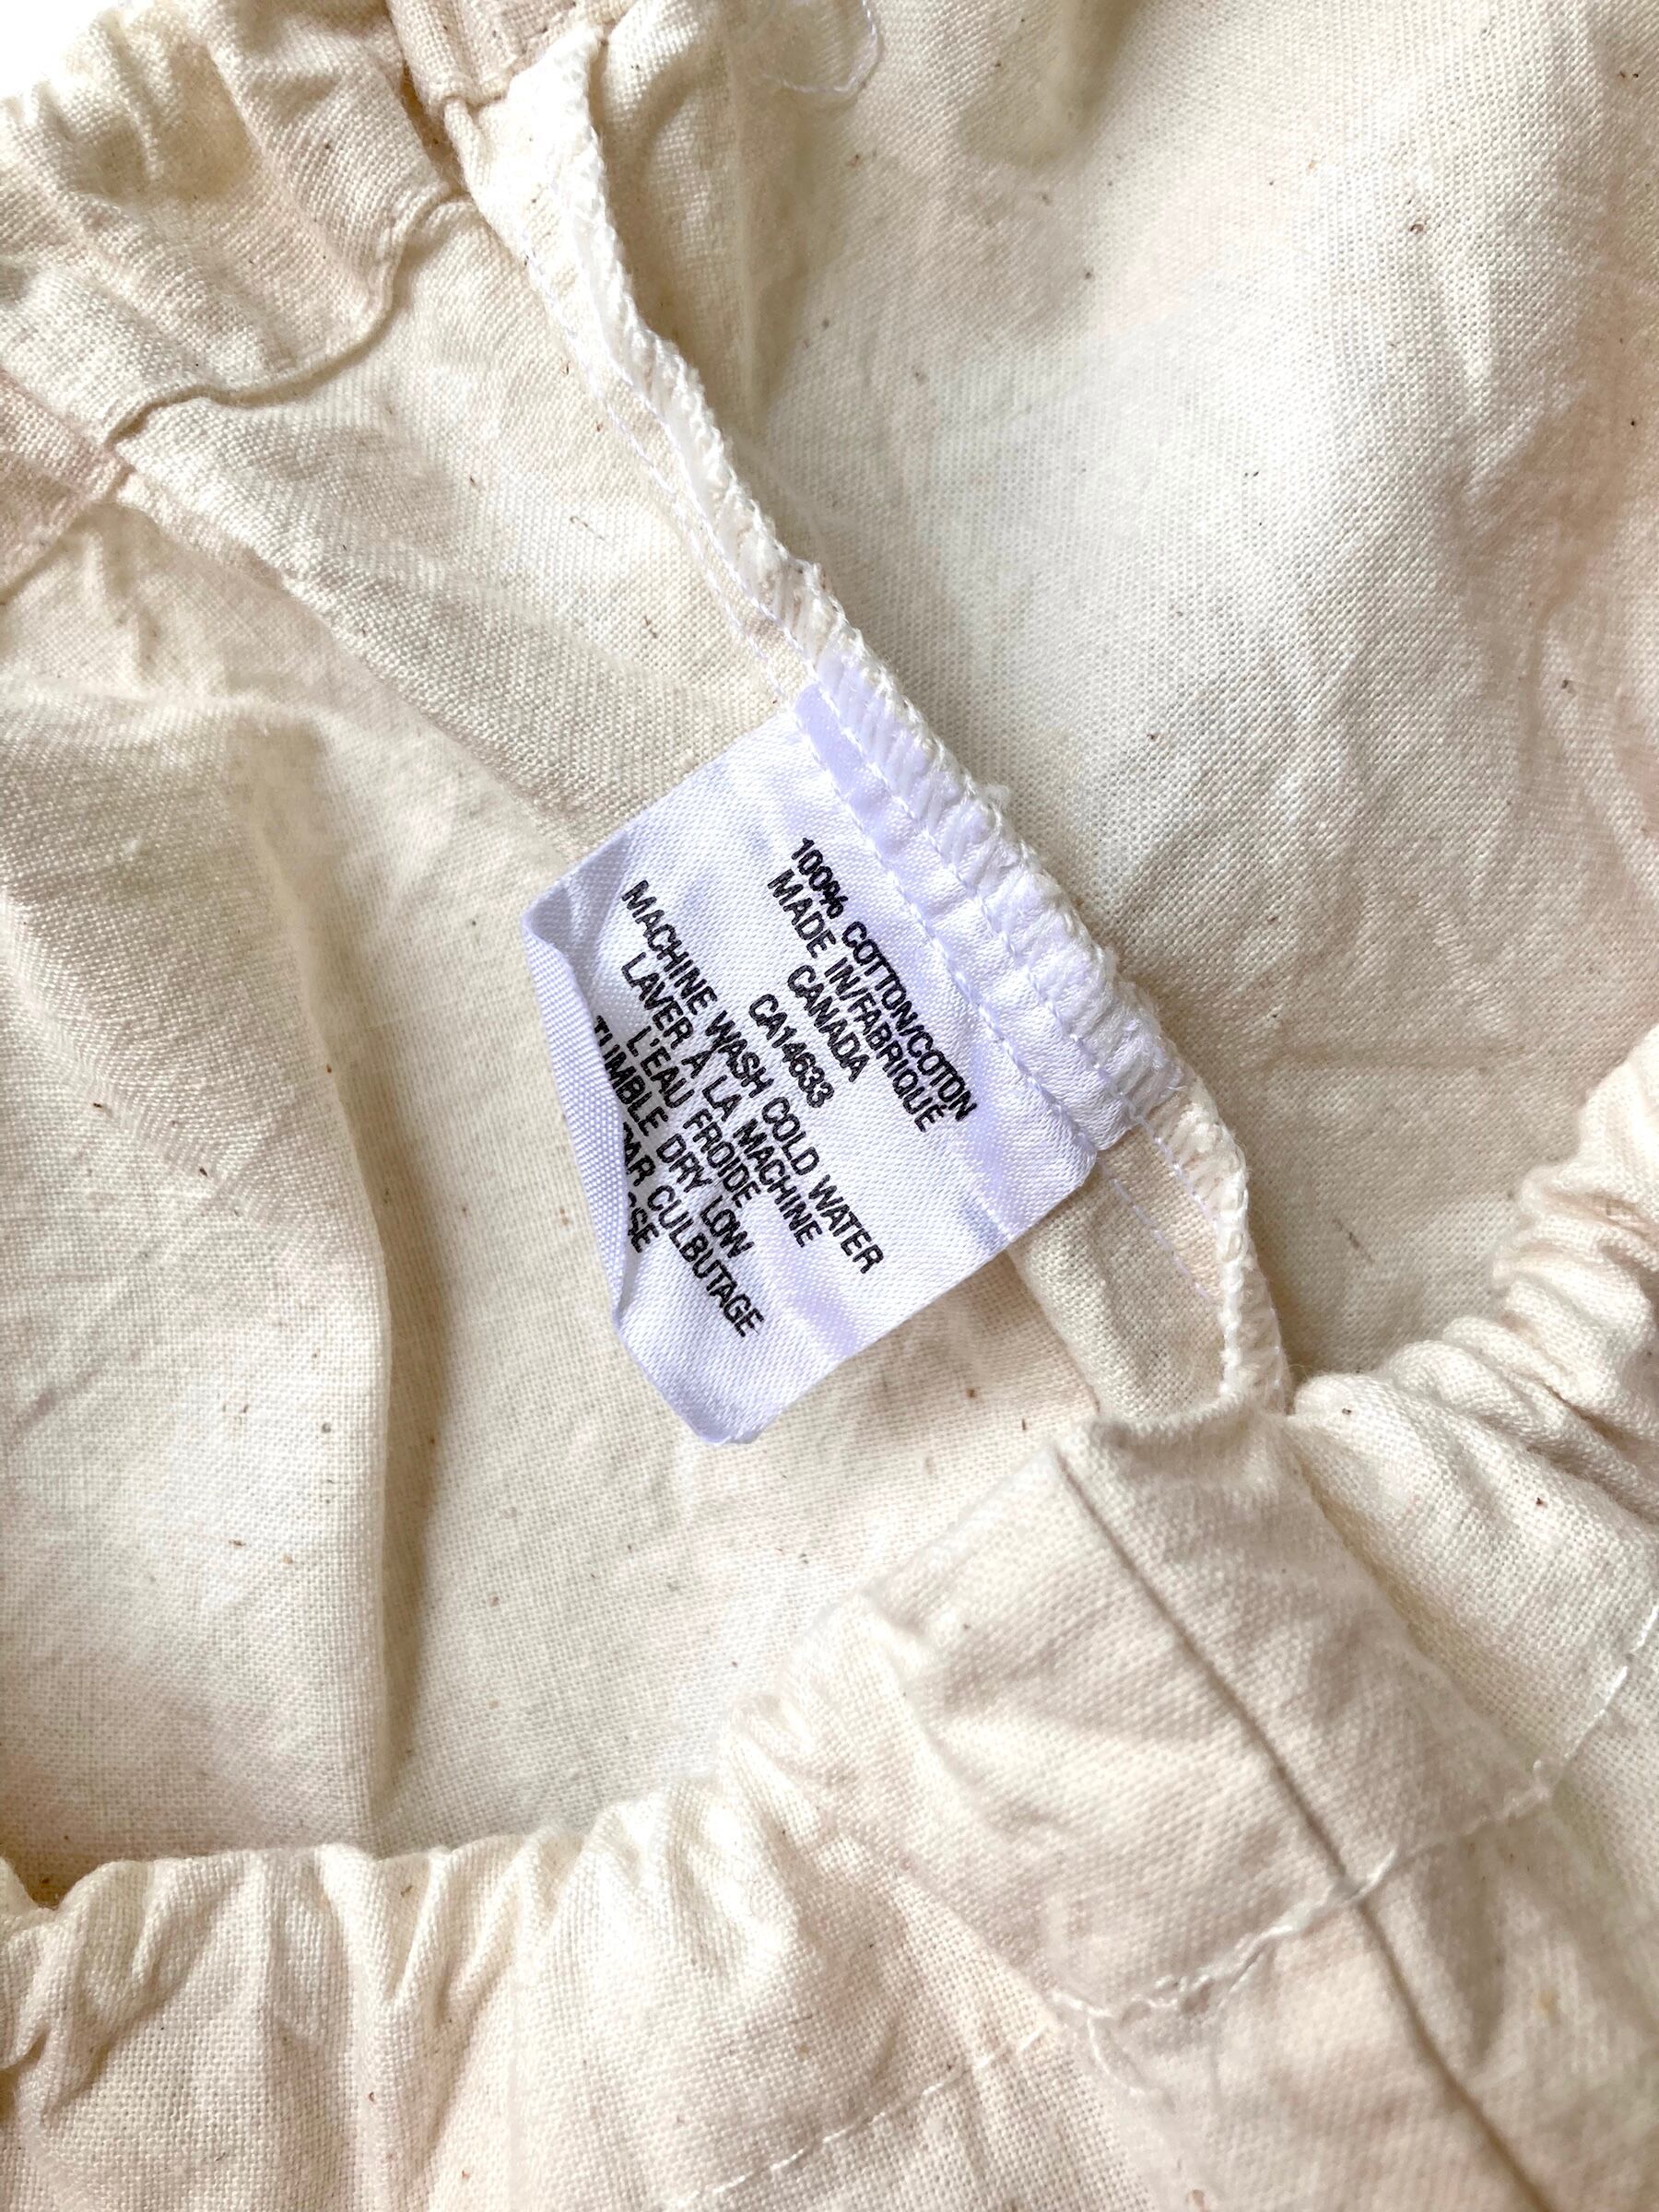 100% COTTON/COTON
MADE IN/FABRIQUÉ
CANADA
CA14633
MACHINE WASH COLD WATER
LAVER À LA MACHINE
L'EAU FROIDE
TUMBLE DRY LOW
PAR CULBUTAGE